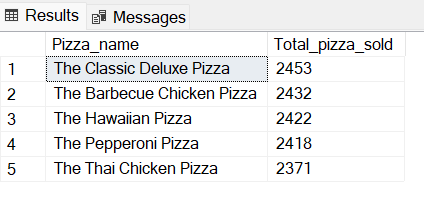 Results Messages
Pizza_name Total_pizza_sold
1 The Classic Deluxe Pizza 2453
2 The Barbecue Chicken Pizza 2432
3 The Hawaiian Pizza 2422
4 The Pepperoni Pizza 2418
5 The Thai Chicken Pizza 2371